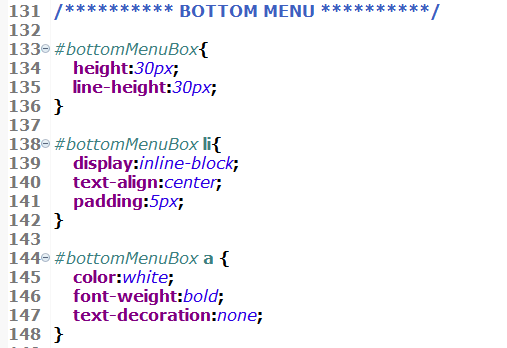 131 /********** BOTTOM MENU **********/
132
133 #bottomMenuBox{
134 height:30px;
135 line-height:30px;
136 }
137
138 #bottomMenuBox li{
139 display:inline-block;
140 text-align:center;
141 padding:5px;
142 }
143
144 #bottomMenuBox a {
145 color:white;
146 font-weight:bold;
147 text-decoration:none;
148 }